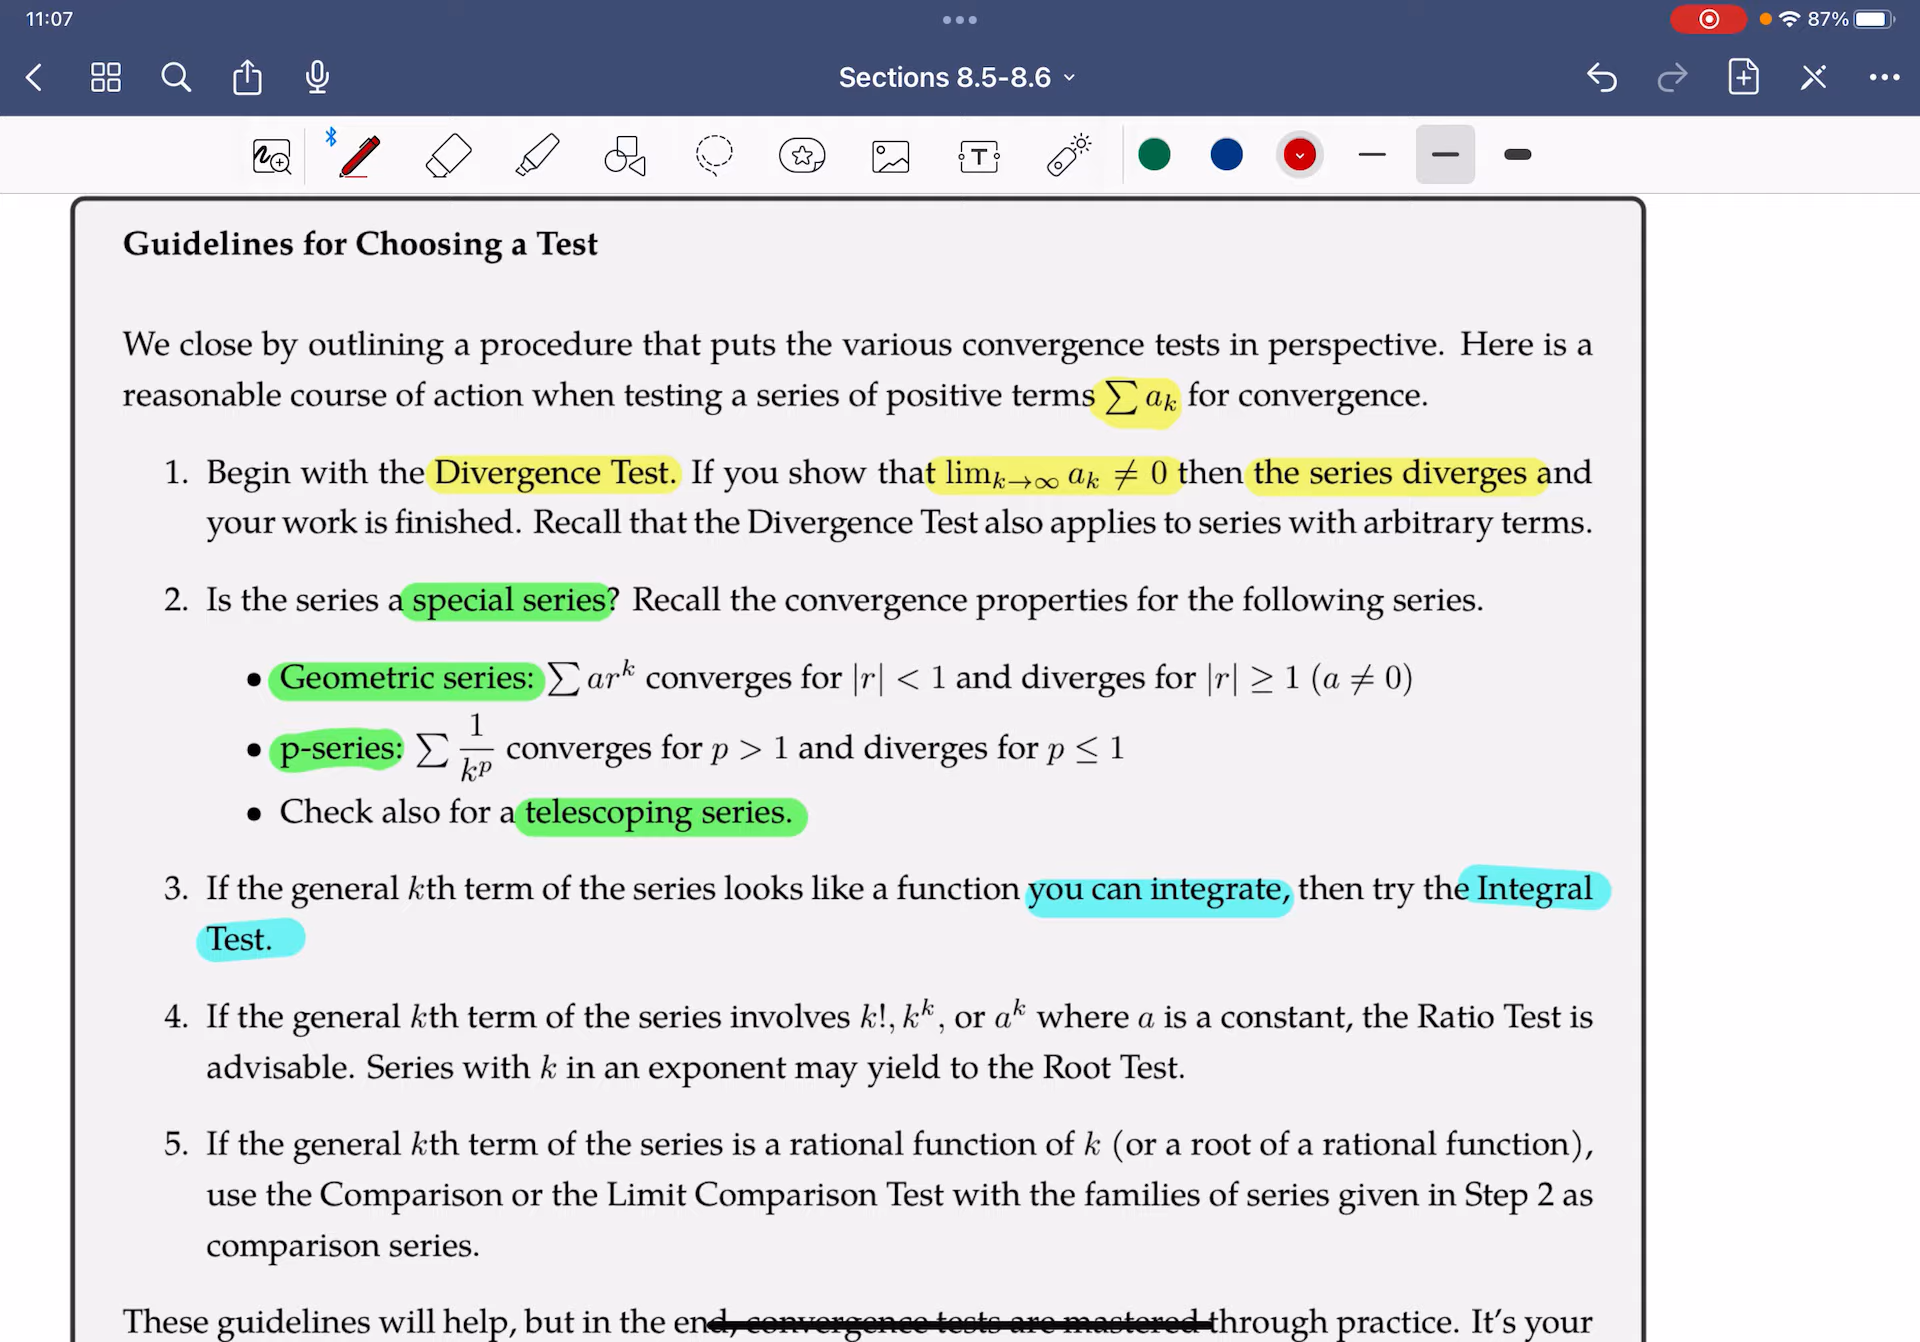 11:07
87%
Sections 8.5-8.6
T
Guidelines for Choosing a Test
We close by outlining a procedure that puts the various convergence tests in perspective. Here is a
reasonable course of action when testing a series of positive terms ∑ aₖ for convergence.
1. Begin with the Divergence Test. If you show that limₖ→∞ aₖ ≠ 0 then the series diverges and
your work is finished. Recall that the Divergence Test also applies to series with arbitrary terms.
2. Is the series a special series? Recall the convergence properties for the following series.
• Geometric series: ∑ arᵏ converges for |r| < 1 and diverges for |r| ≥ 1 (a ≠ 0)
• p-series: ∑ 1/kᵖ converges for p > 1 and diverges for p ≤ 1
• Check also for a telescoping series.
3. If the general kth term of the series looks like a function you can integrate, then try the Integral
Test.
4. If the general kth term of the series involves k!, kᵏ, or aᵏ where a is a constant, the Ratio Test is
advisable. Series with k in an exponent may yield to the Root Test.
5. If the general kth term of the series is a rational function of k (or a root of a rational function),
use the Comparison or the Limit Comparison Test with the families of series given in Step 2 as
comparison series.
These guidelines will help, but in the end, convergence tests are mastered through practice. It's your